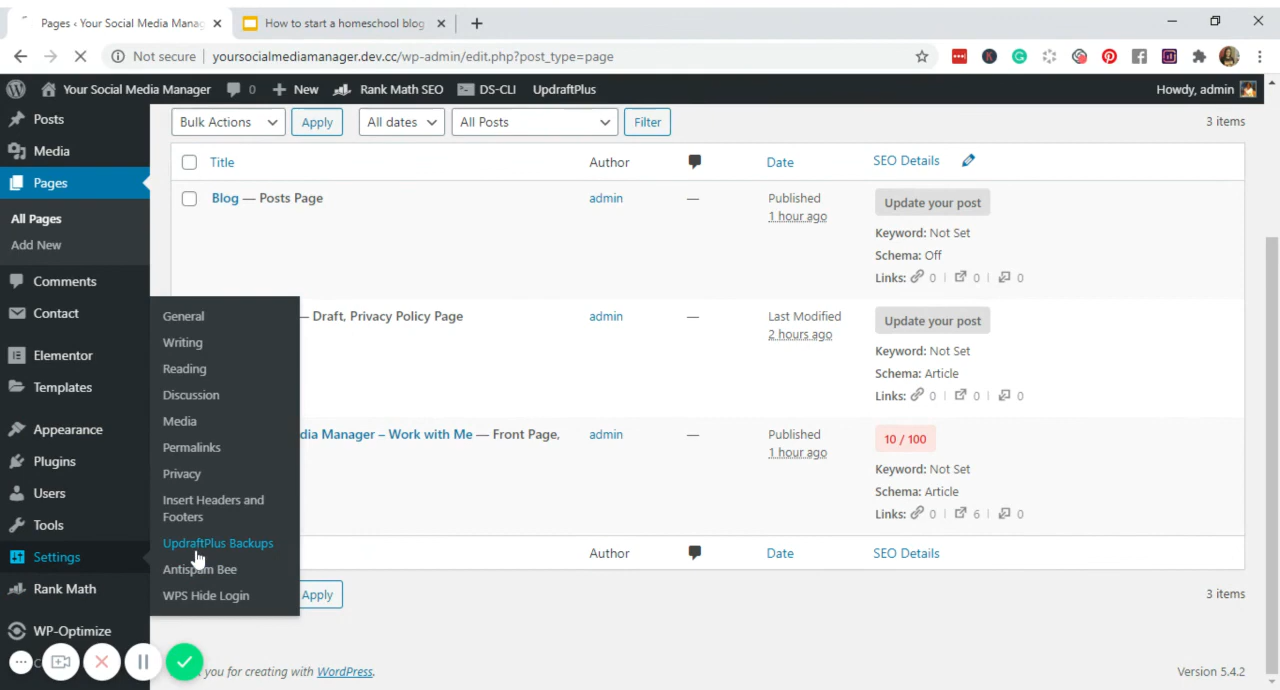 Pages ‹ Your Social Media Manag
How to start a homeschool blog
Not secure | yoursocialmediamanager.dev.cc/wp-admin/edit.php?post_type=page
Your Social Media Manager 0 New Rank Math SEO DS-CLI UpdraftPlus Howdy, admin
Posts
Media
Pages
All Pages
Add New
Comments
Contact
Elementor
Templates
Appearance
Plugins
Users
Tools
Settings
Rank Math
WP-Optimize
General
Writing
Reading
Discussion
Media
Permalinks
Privacy
Insert Headers and
Footers
UpdraftPlus Backups
Antispam Bee
WPS Hide Login
Bulk Actions Apply All dates All Posts Filter 3 items
Title Author Date SEO Details
Blog — Posts Page admin — Published
1 hour ago
Update your post
Keyword: Not Set
Schema: Off
Links: 0 | 0 | 0
— Draft, Privacy Policy Page admin — Last Modified
2 hours ago
Update your post
Keyword: Not Set
Schema: Article
Links: 0 | 0 | 0
dia Manager – Work with Me — Front Page, admin — Published
1 hour ago
10 / 100
Keyword: Not Set
Schema: Article
Links: 0 | 6 | 0
Author Date SEO Details
Apply 3 items
you for creating with WordPress. Version 5.4.2